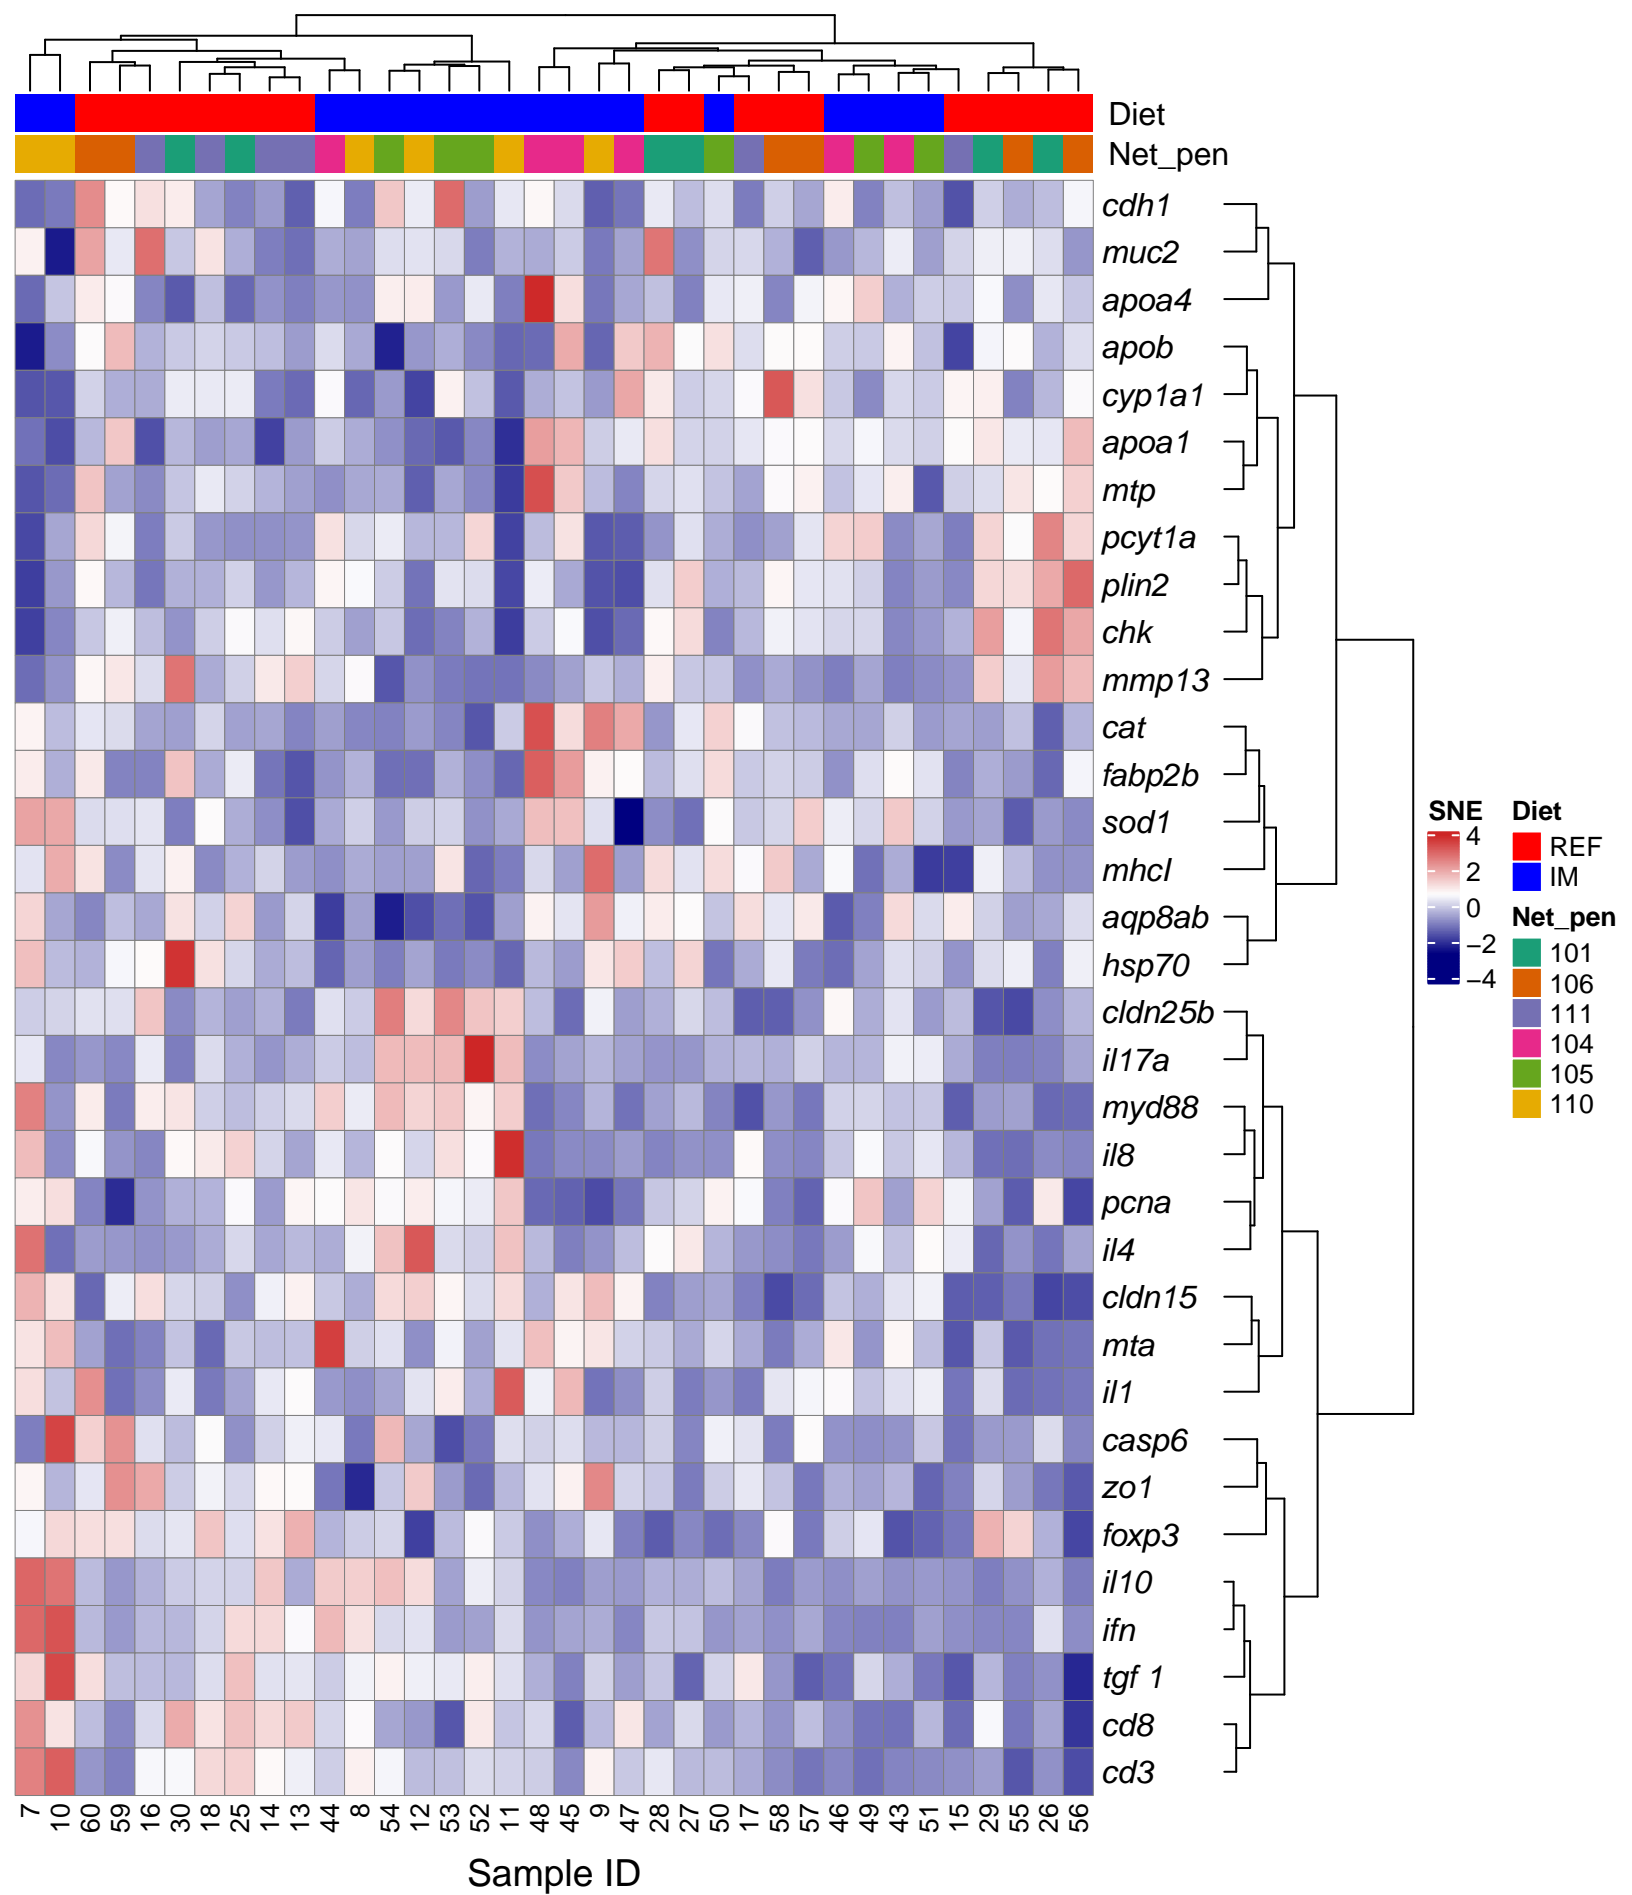 Diet
Net_pen
cdh1
muc2
apoa4
apob
cyp1a1
apoa1
mtp
pcyt1a
plin2
chk
mmp13
cat
fabp2b
sod1
mhcI
aqp8ab
hsp70
cldn25b
il17a
myd88
il8
pcna
il4
cldn15
mta
il1
casp6
zo1
foxp3
il10
ifn
tgf 1
cd8
cd3
7 10 60 59 16 30 18 25 14 13 44 8 54 12 53 52 11 48 45 9 47 28 27 50 17 58 57 46 49 43 51 15 29 55 26 56
Sample ID
SNE
4
2
0
−2
−4
Diet
REF
IM
Net_pen
101
106
111
104
105
110